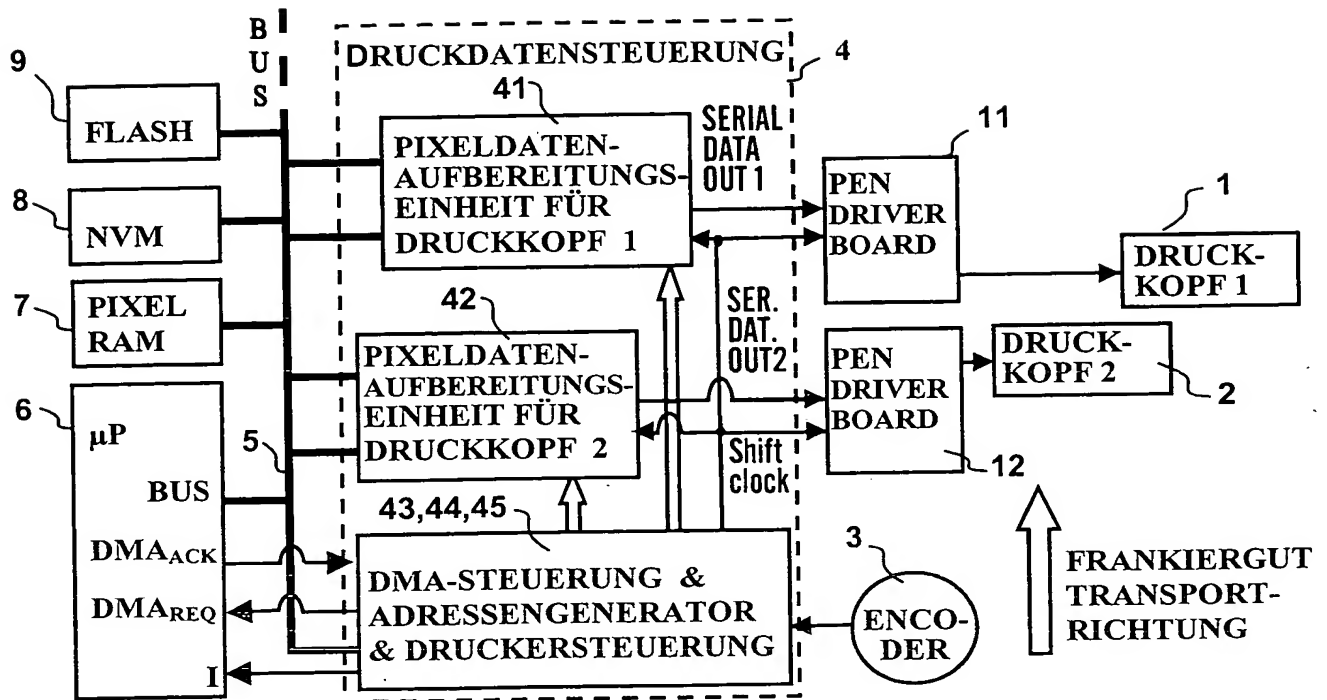 B
U
S
DRUCKDATENSTEUERUNG
4
9
FLASH
8
NVM
7
PIXEL
RAM
6
µP
BUS
DMA_ACK
DMA_REQ
I
5
41
PIXELDATEN-
AUFBEREITUNGS-
EINHEIT FÜR
DRUCKKOPF 1
SERIAL
DATA
OUT 1
42
PIXELDATEN-
AUFBEREITUNGS-
EINHEIT FÜR
DRUCKKOPF 2
SER.
DAT.
OUT2
Shift
clock
43,44,45
DMA-STEUERUNG &
ADRESSENGENERATOR
& DRUCKERSTEUERUNG
11
PEN
DRIVER
BOARD
1
DRUCK-
KOPF 1
PEN
DRIVER
BOARD
12
DRUCK-
KOPF 2
2
3
ENCO-
DER
FRANKIERGUT
TRANSPORT-
RICHTUNG